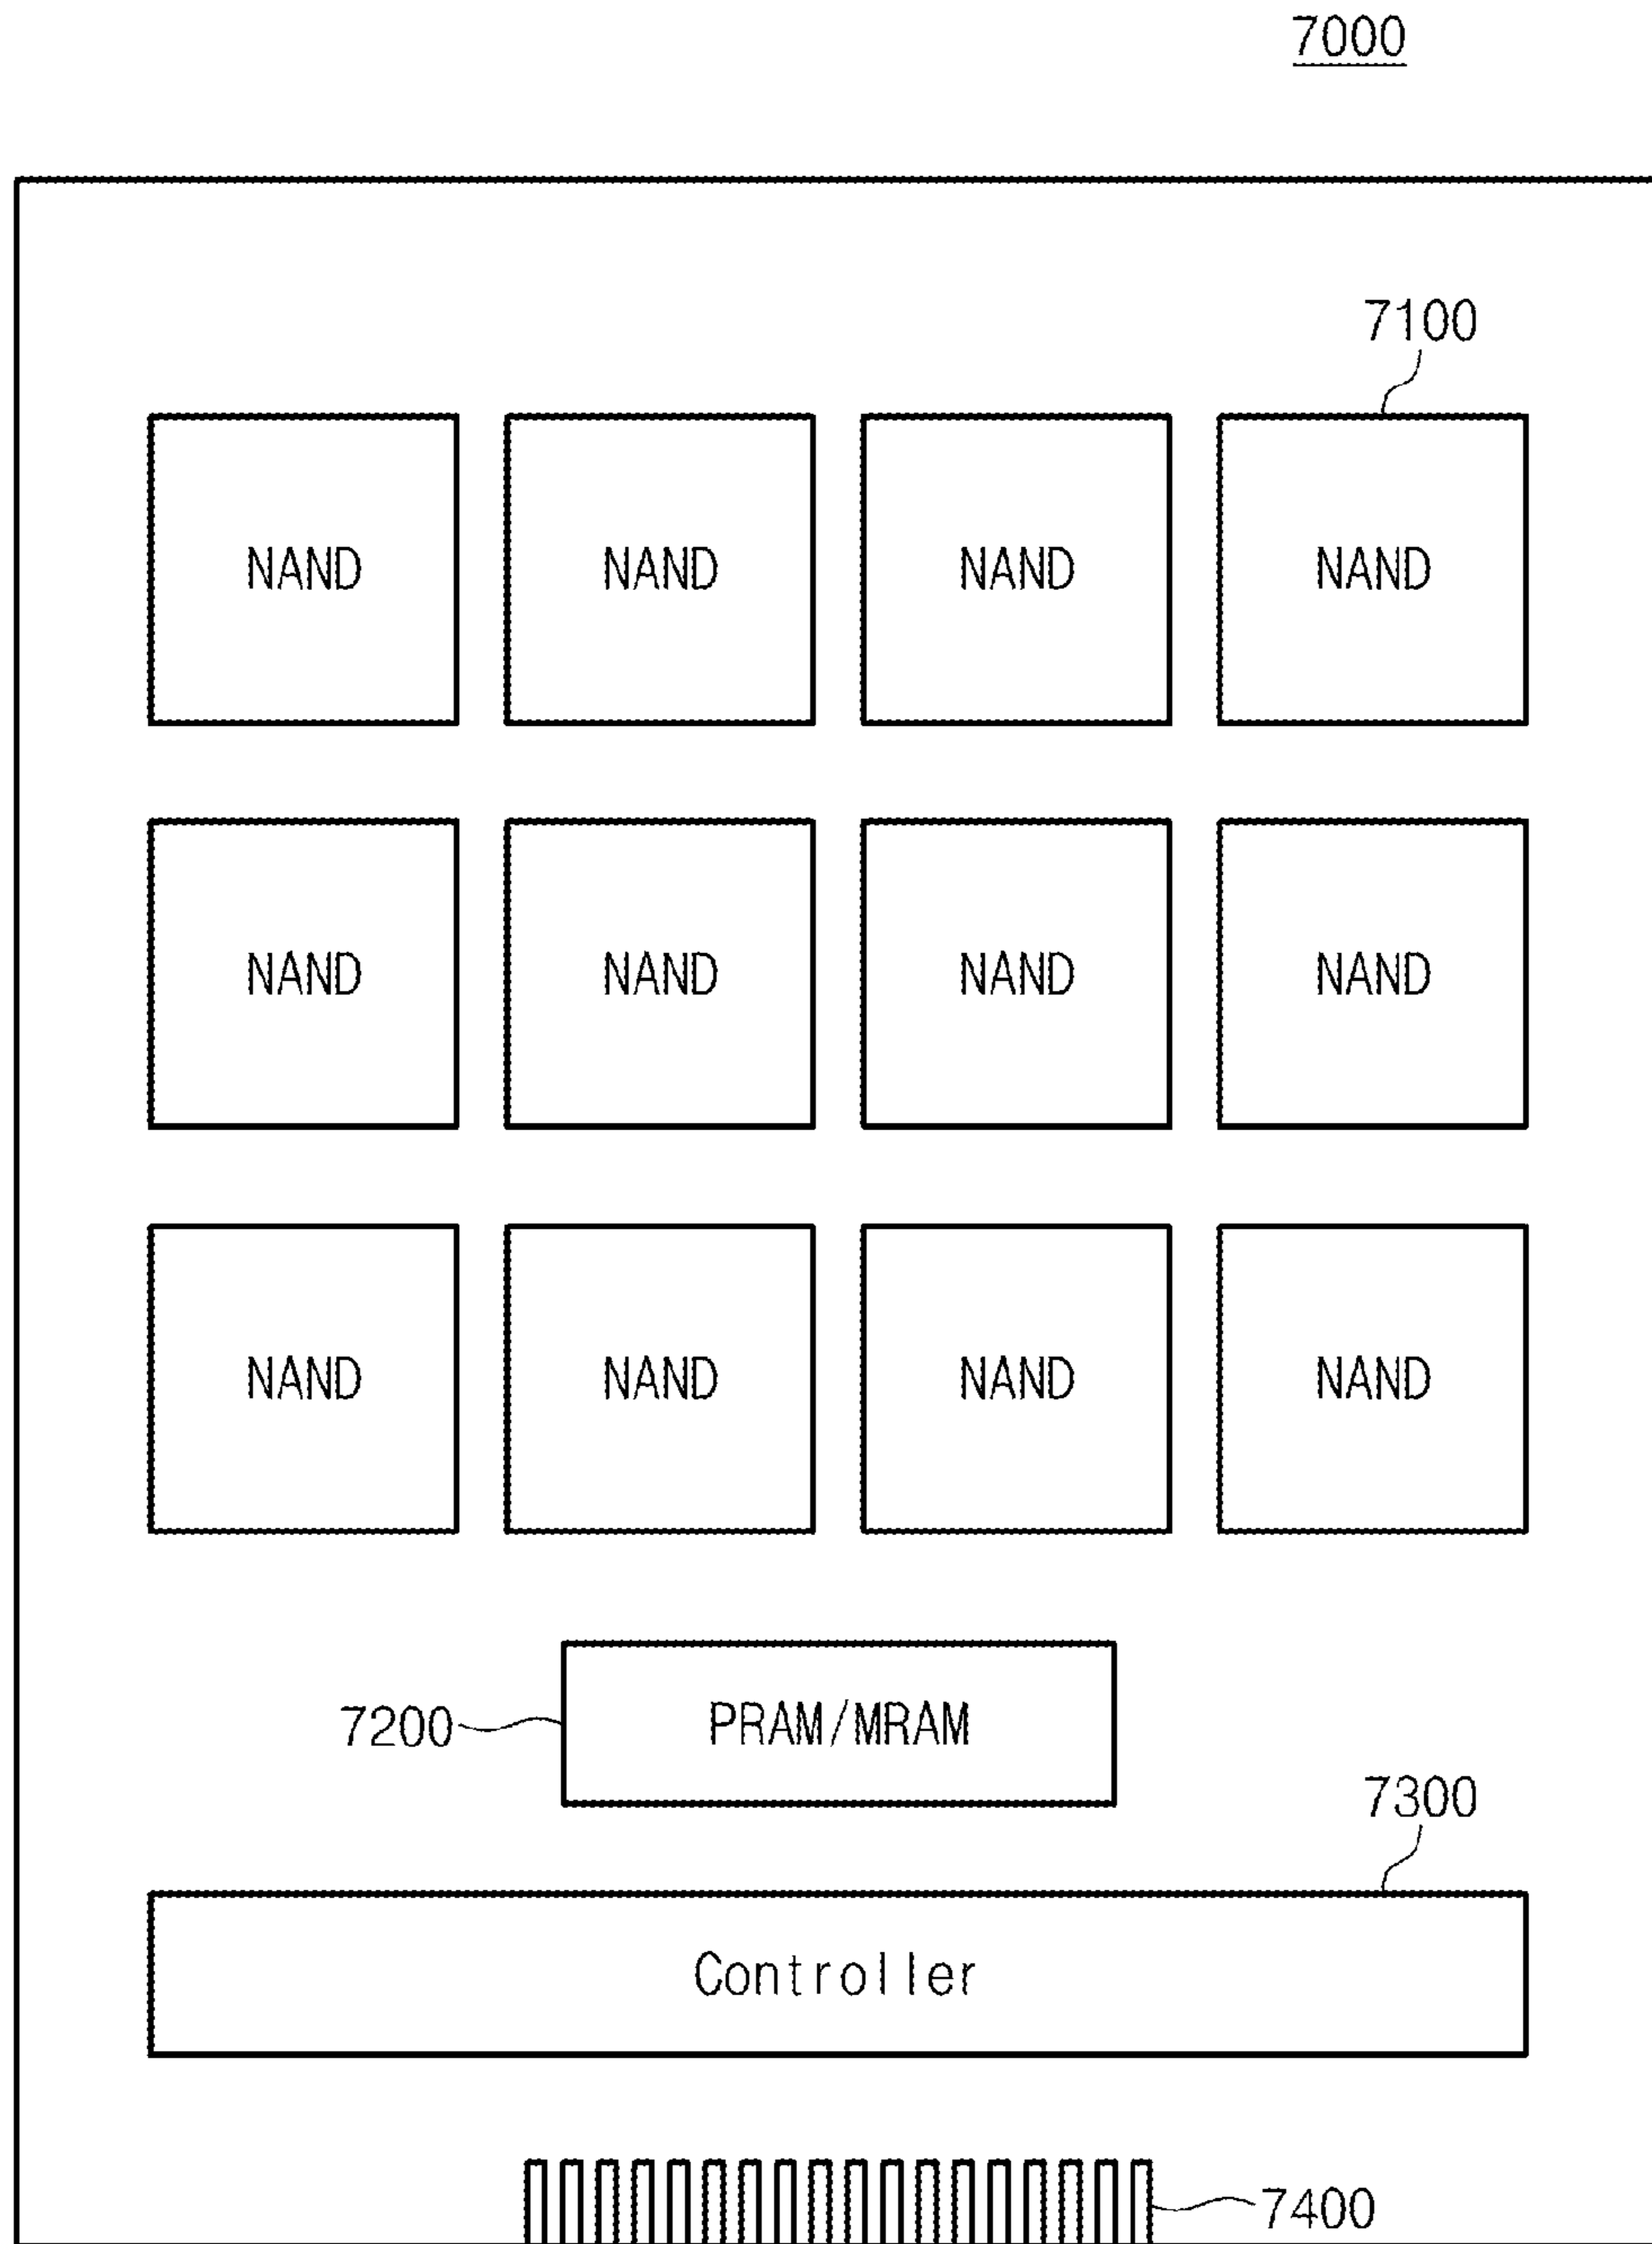 7000
7100
NAND NAND NAND NAND
NAND NAND NAND NAND
NAND NAND NAND NAND
7200 PRAM/MRAM
7300
Controller
7400